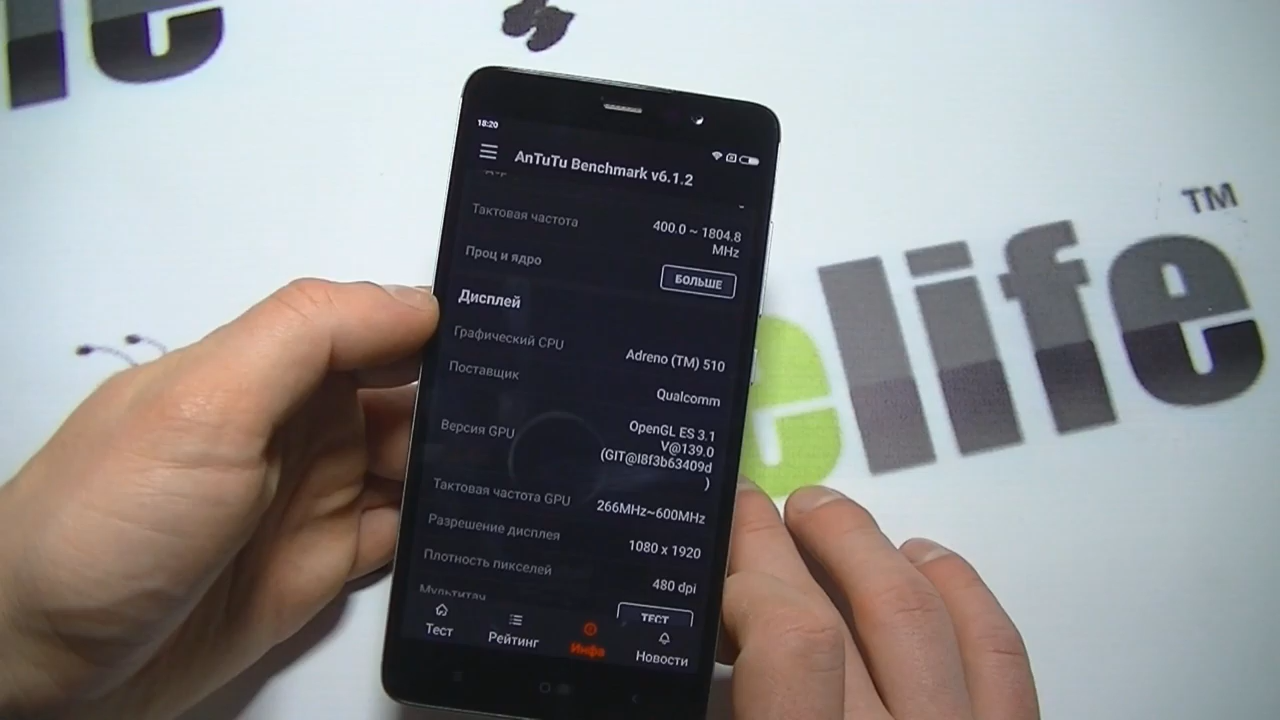 le
18:20
AnTuTu Benchmark v6.1.2
Тактовая частота
400.0 ~ 1804.8
MHz
Проц и ядро
БОЛЬШЕ
Дисплей
Графический CPU
Adreno (TM) 510
Поставщик
Qualcomm
Версия GPU
OpenGL ES 3.1
V@139.0
(GIT@I8f3b63409d
)
Тактовая частота GPU
266MHz~600MHz
Разрешение дисплея
1080 x 1920
Плотность пикселей
480 dpi
Мультитач
ТЕСТ
Тест
Рейтинг
Инфа
Новости
elife
TM